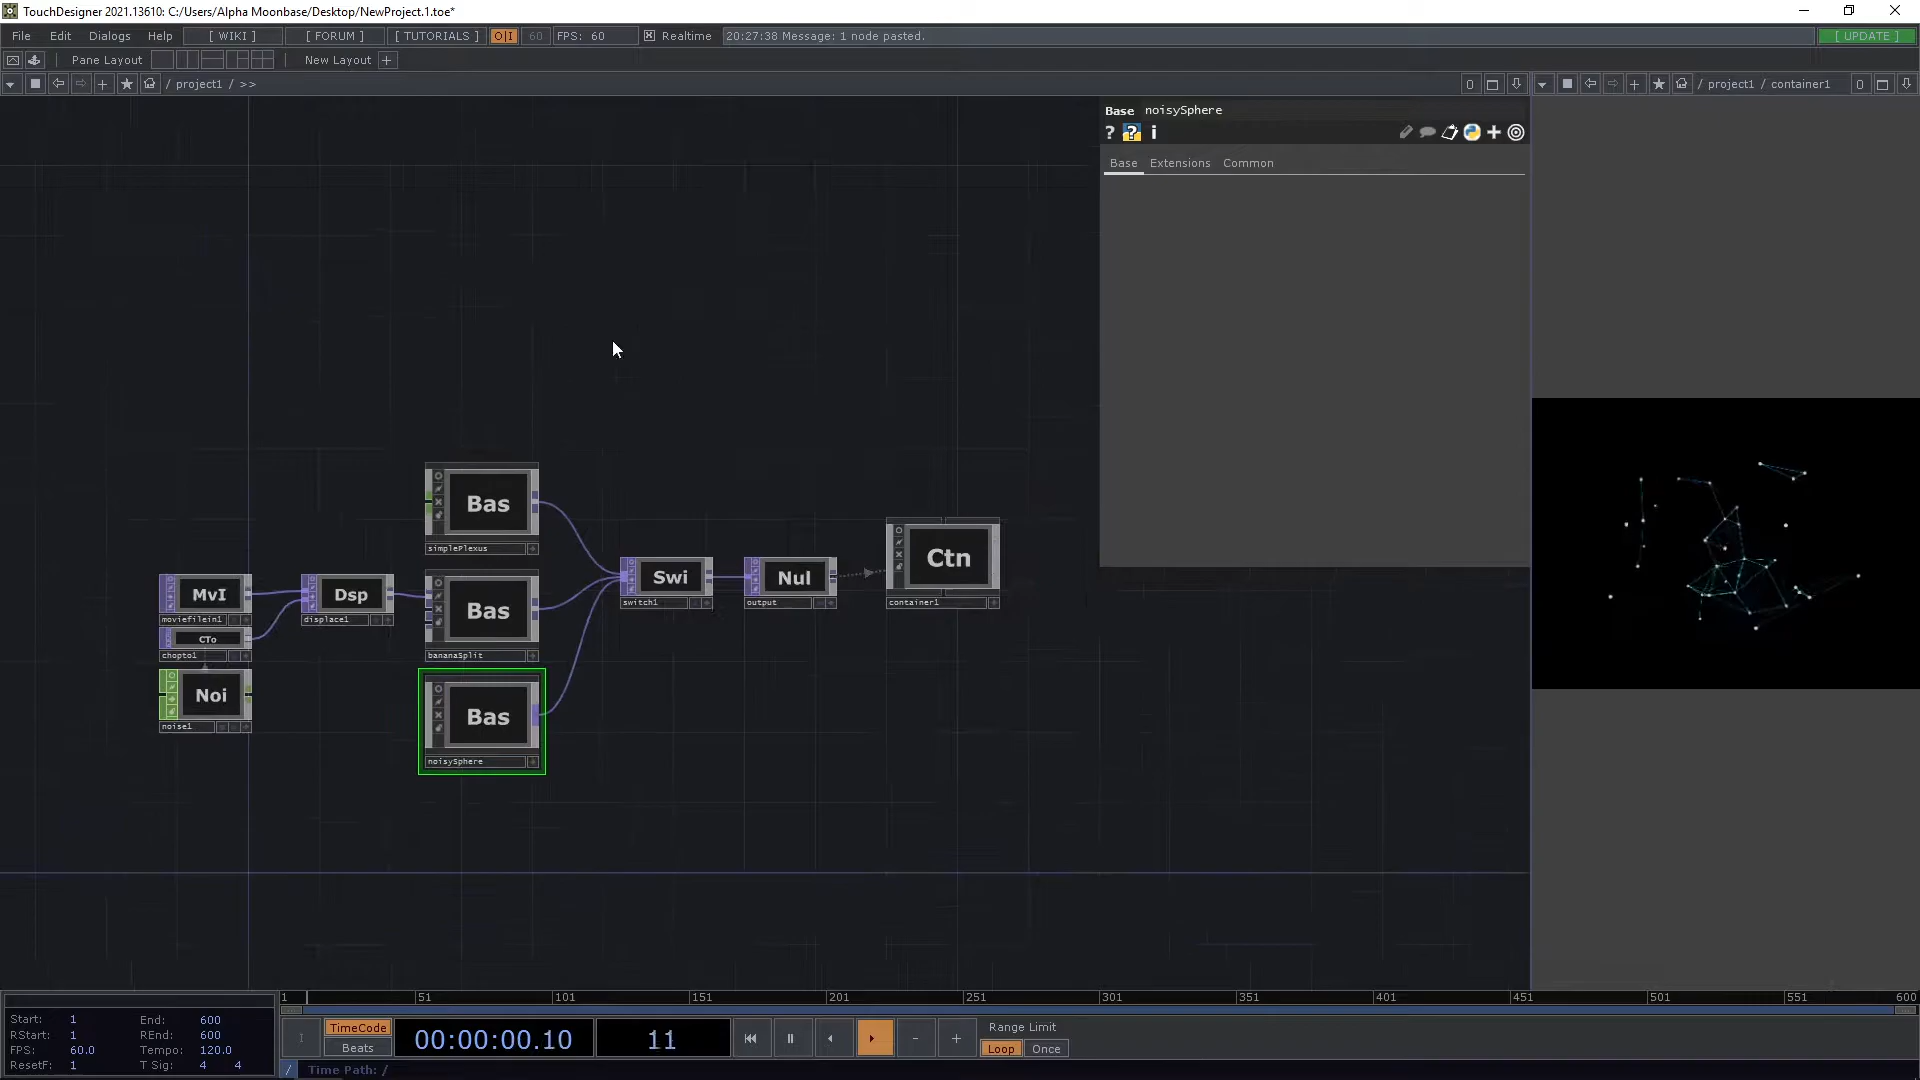 TouchDesigner 2021.13610: C:/Users/Alpha Moonbase/Desktop/NewProject.1.toe*
File Edit Dialogs Help [ WIKI ] [ FORUM ] [ TUTORIALS ] O|I 60 FPS: 60 Realtime 20:27:38 Message: 1 node pasted. [ UPDATE ]
Pane Layout New Layout +
/ project1 / >> 0
/ project1 / container1 0
Base noisySphere
? ? i
Base Extensions Common
Bas
simplePlexus
MvI
moviefilein1
Dsp
displace1
Bas
bananaSplit
Swi
switch1
Nul
output
Ctn
container1
CTo
chopto1
Noi
noise1
Bas
noisySphere
1 51 101 151 201 251 301 351 401 451 501 551 600
Start: 1 End: 600
RStart: 1 REnd: 600
FPS: 60.0 Tempo: 120.0
ResetF: 1 T Sig: 4 4
TimeCode
Beats
00:00:00.10
11
Range Limit
Loop Once
/ Time Path: /